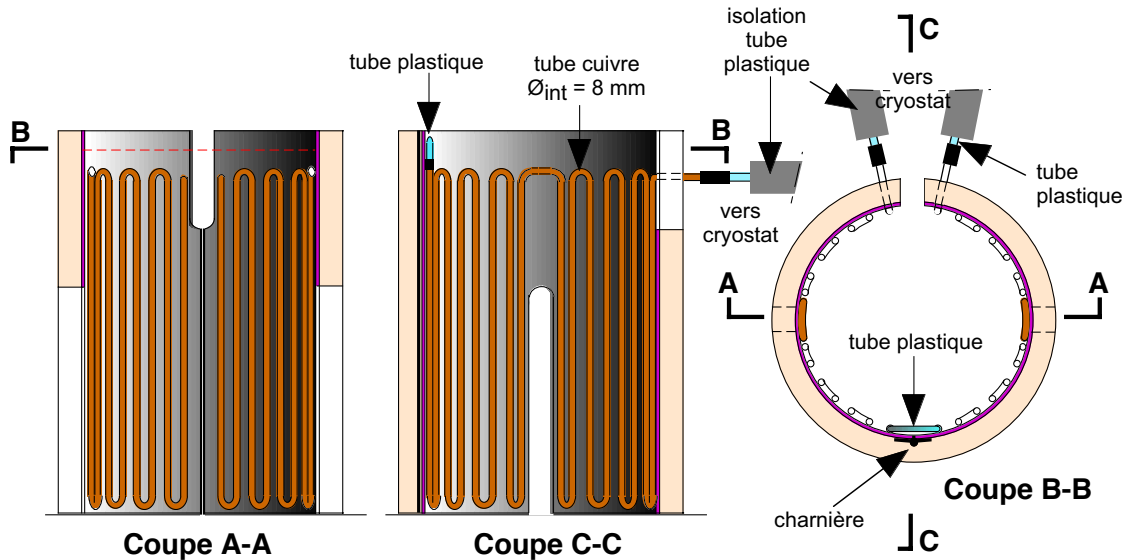 isolation
tube
plastique
C
tube plastique
tube cuivre
Øint = 8 mm
vers
cryostat
B
B
tube
plastique
vers
cryostat
A
A
tube plastique
charnière
Coupe B-B
C
Coupe A-A
Coupe C-C